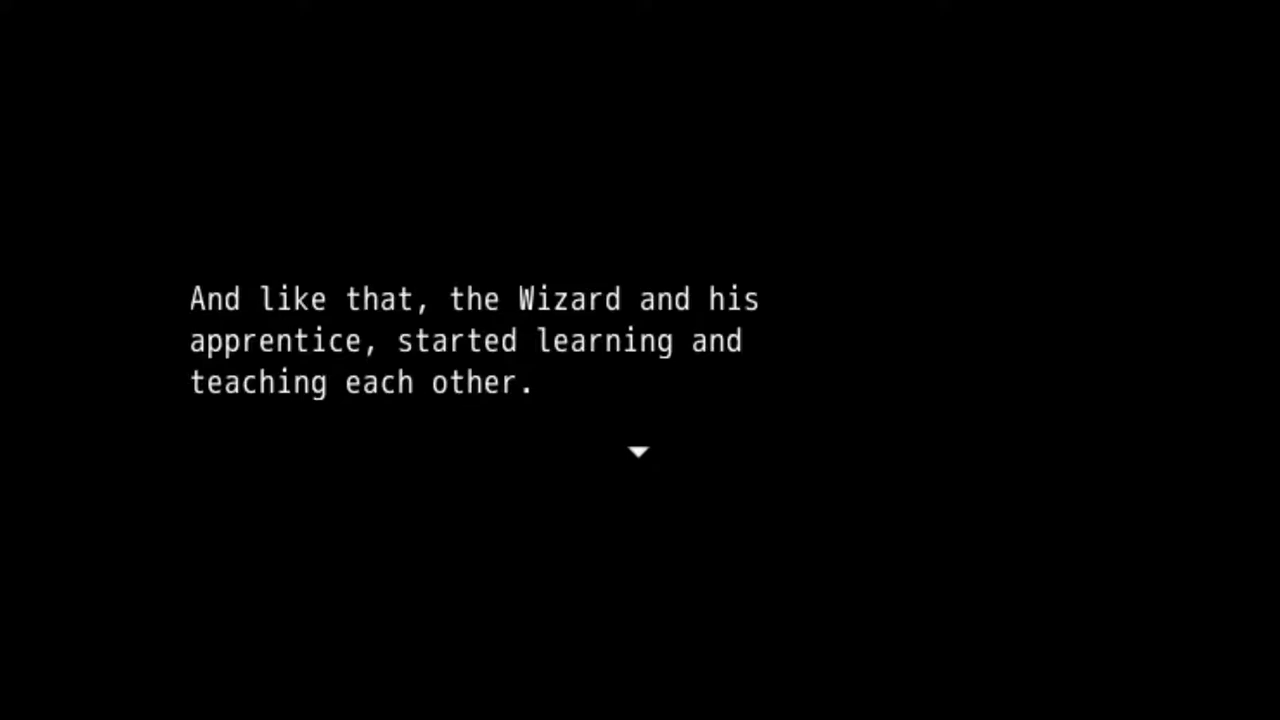 And like that, the Wizard and his
apprentice, started learning and
teaching each other.